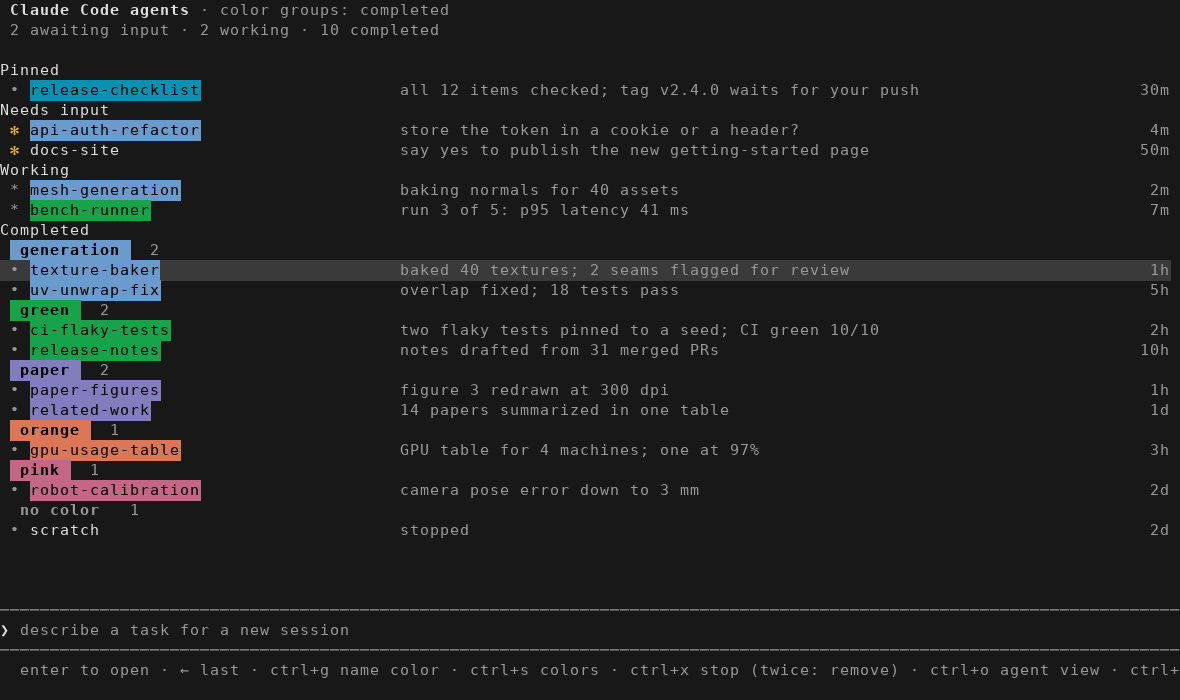 Claude Code agents · color groups: completed
2 awaiting input · 2 working · 10 completed
Pinned
• release-checklist all 12 items checked; tag v2.4.0 waits for your push 30m
Needs input
✻ api-auth-refactor store the token in a cookie or a header? 4m
✻ docs-site say yes to publish the new getting-started page 50m
Working
* mesh-generation baking normals for 40 assets 2m
* bench-runner run 3 of 5: p95 latency 41 ms 7m
Completed
generation 2
• texture-baker baked 40 textures; 2 seams flagged for review 1h
• uv-unwrap-fix overlap fixed; 18 tests pass 5h
green 2
• ci-flaky-tests two flaky tests pinned to a seed; CI green 10/10 2h
• release-notes notes drafted from 31 merged PRs 10h
paper 2
• paper-figures figure 3 redrawn at 300 dpi 1h
• related-work 14 papers summarized in one table 1d
orange 1
• gpu-usage-table GPU table for 4 machines; one at 97% 3h
pink 1
• robot-calibration camera pose error down to 3 mm 2d
no color 1
• scratch stopped 2d
❯ describe a task for a new session
enter to open · ← last · ctrl+g name color · ctrl+s colors · ctrl+x stop (twice: remove) · ctrl+o agent view · ctrl+